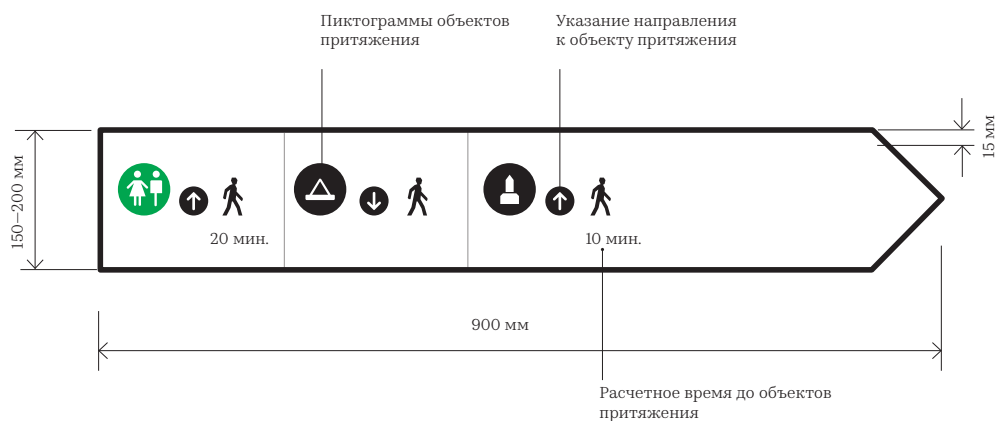 Пиктограммы объектов
притяжения
Указание направления
к объекту притяжения
15 мм
150–200 мм
20 мин.
10 мин.
900 мм
Расчетное время до объектов
притяжения